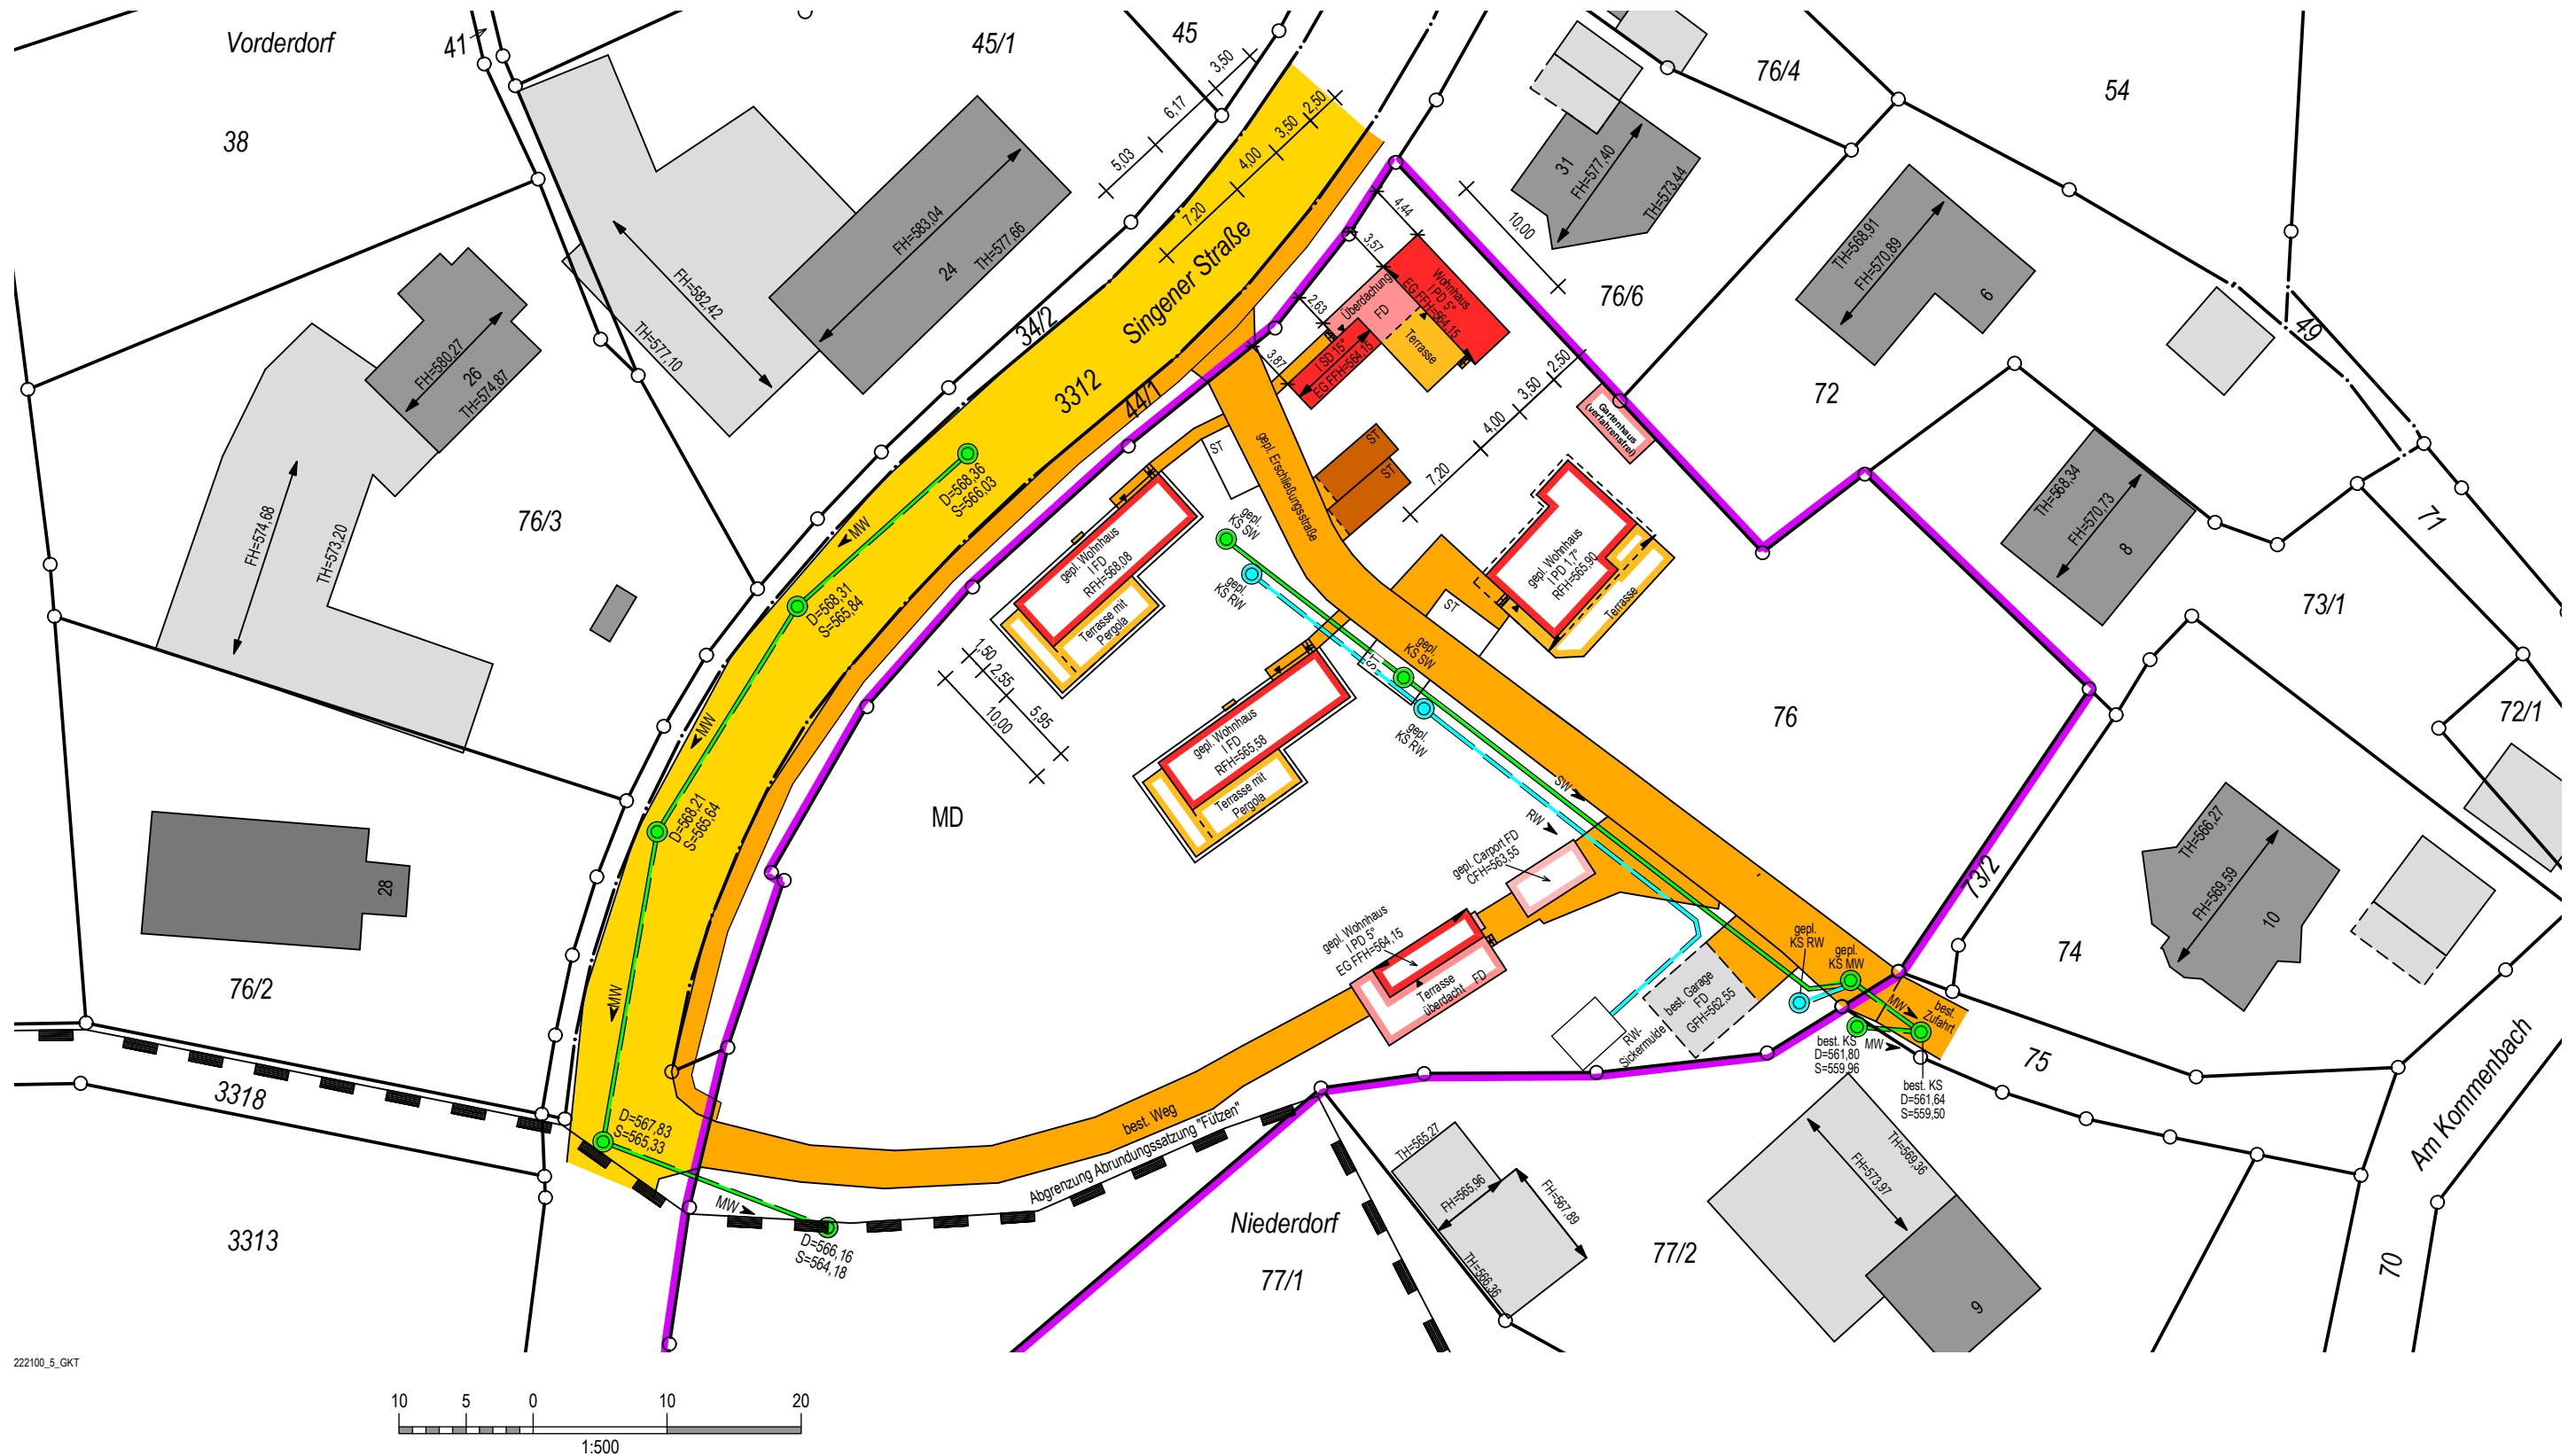 Vorderdorf
41
45/1
45
3,50
6,17
5,03
38
2,50
3,50
4,00
7,20
76/4
54
31
FH=577,40
TH=573,44
FH=583,04
24
TH=577,66
FH=582,42
TH=577,10
34/2
Singener Straße
3312
44/1
4,44
3,57
2,63
3,87
10,00
Wohnhaus
I PD 5°
EG FFH=564,15
Überdachung
FD
Terrasse
I SD 15°
EG FFH=564,15
76/6
TH=568,91
FH=570,89
6
49
FH=580,27
26
TH=574,87
72
2,50
3,50
4,00
7,20
Gartenhaus
(verfahrensfrei)
ST
gepl. Erschließungsstraße
ST
ST
D=568,36
S=566,03
MW
FH=574,68
TH=573,20
76/3
TH=568,34
FH=570,73
8
71
gepl.
KS SW
gepl.
KS RW
gepl. Wohnhaus
I FD
RFH=568,08
Terrasse mit
Pergola
gepl. Wohnhaus
I PD 1,7°
RFH=565,90
Terrasse
ST
73/1
D=568,31
S=565,84
1,50
2,55
5,95
10,00
ST
gepl.
KS SW
gepl.
KS RW
76
72/1
MW
gepl. Wohnhaus
I FD
RFH=565,58
Terrasse mit
Pergola
SW
RW
MD
D=568,21
S=565,64
28
gepl. Carport FD
CFH=563,55
73/2
TH=566,27
FH=569,59
10
gepl. Wohnhaus
I PD 5°
EG FFH=564,15
Terrasse
überdacht
FD
gepl.
KS RW
gepl.
KS MW
74
76/2
MW
best. Garage
FD
GFH=562,55
RW-
Sickermulde
MW
best.
Zufahrt
best. KS
D=561,80
S=559,96
MW
best. KS
D=561,64
S=559,50
75
Am Kommenbach
3318
D=567,83
S=565,33
best. Weg
Abgrenzung Abrundungssatzung "Fützen"
TH=565,27
FH=565,96
FH=567,89
TH=566,36
TH=569,36
FH=573,97
9
MW
D=566,16
S=564,18
3313
Niederdorf
77/1
77/2
70
222100_5_GKT
10
5
0
10
20
1:500